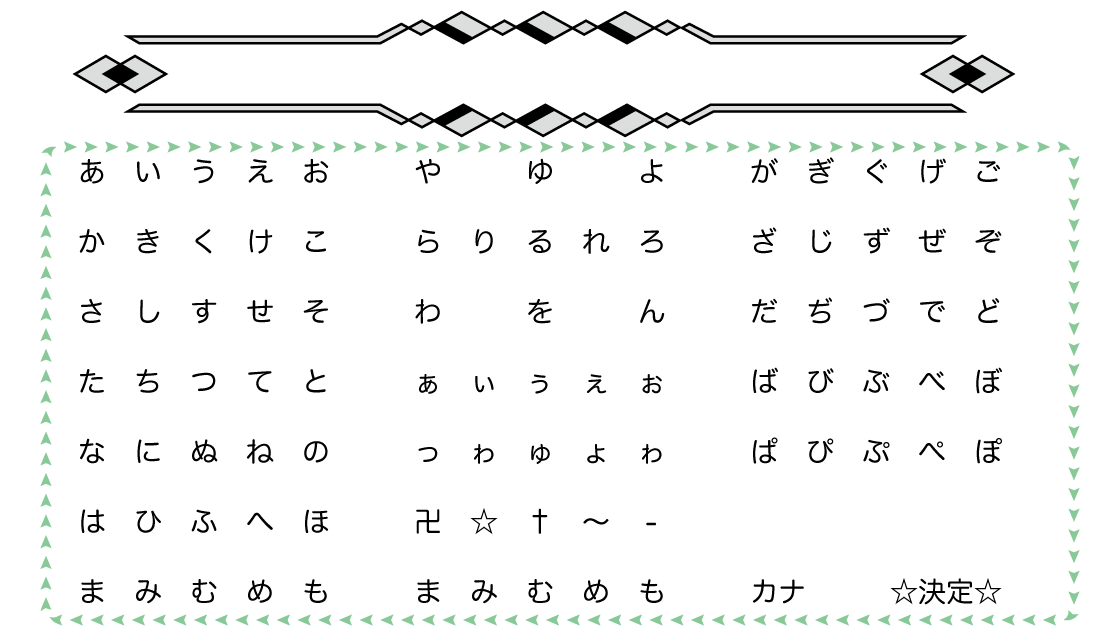 あ い う え お や ゆ よ が ぎ ぐ げ ご
か き く け こ ら り る れ ろ ざ じ ず ぜ ぞ
さ し す せ そ わ を ん だ ぢ づ で ど
た ち つ て と ぁ ぃ ぅ ぇ ぉ ば び ぶ べ ぼ
な に ぬ ね の っ ゎ ゅ ょ ゎ ぱ ぴ ぷ ぺ ぽ
は ひ ふ へ ほ 卍 ☆ † 〜 -
ま み む め も ま み む め も カナ ☆決定☆